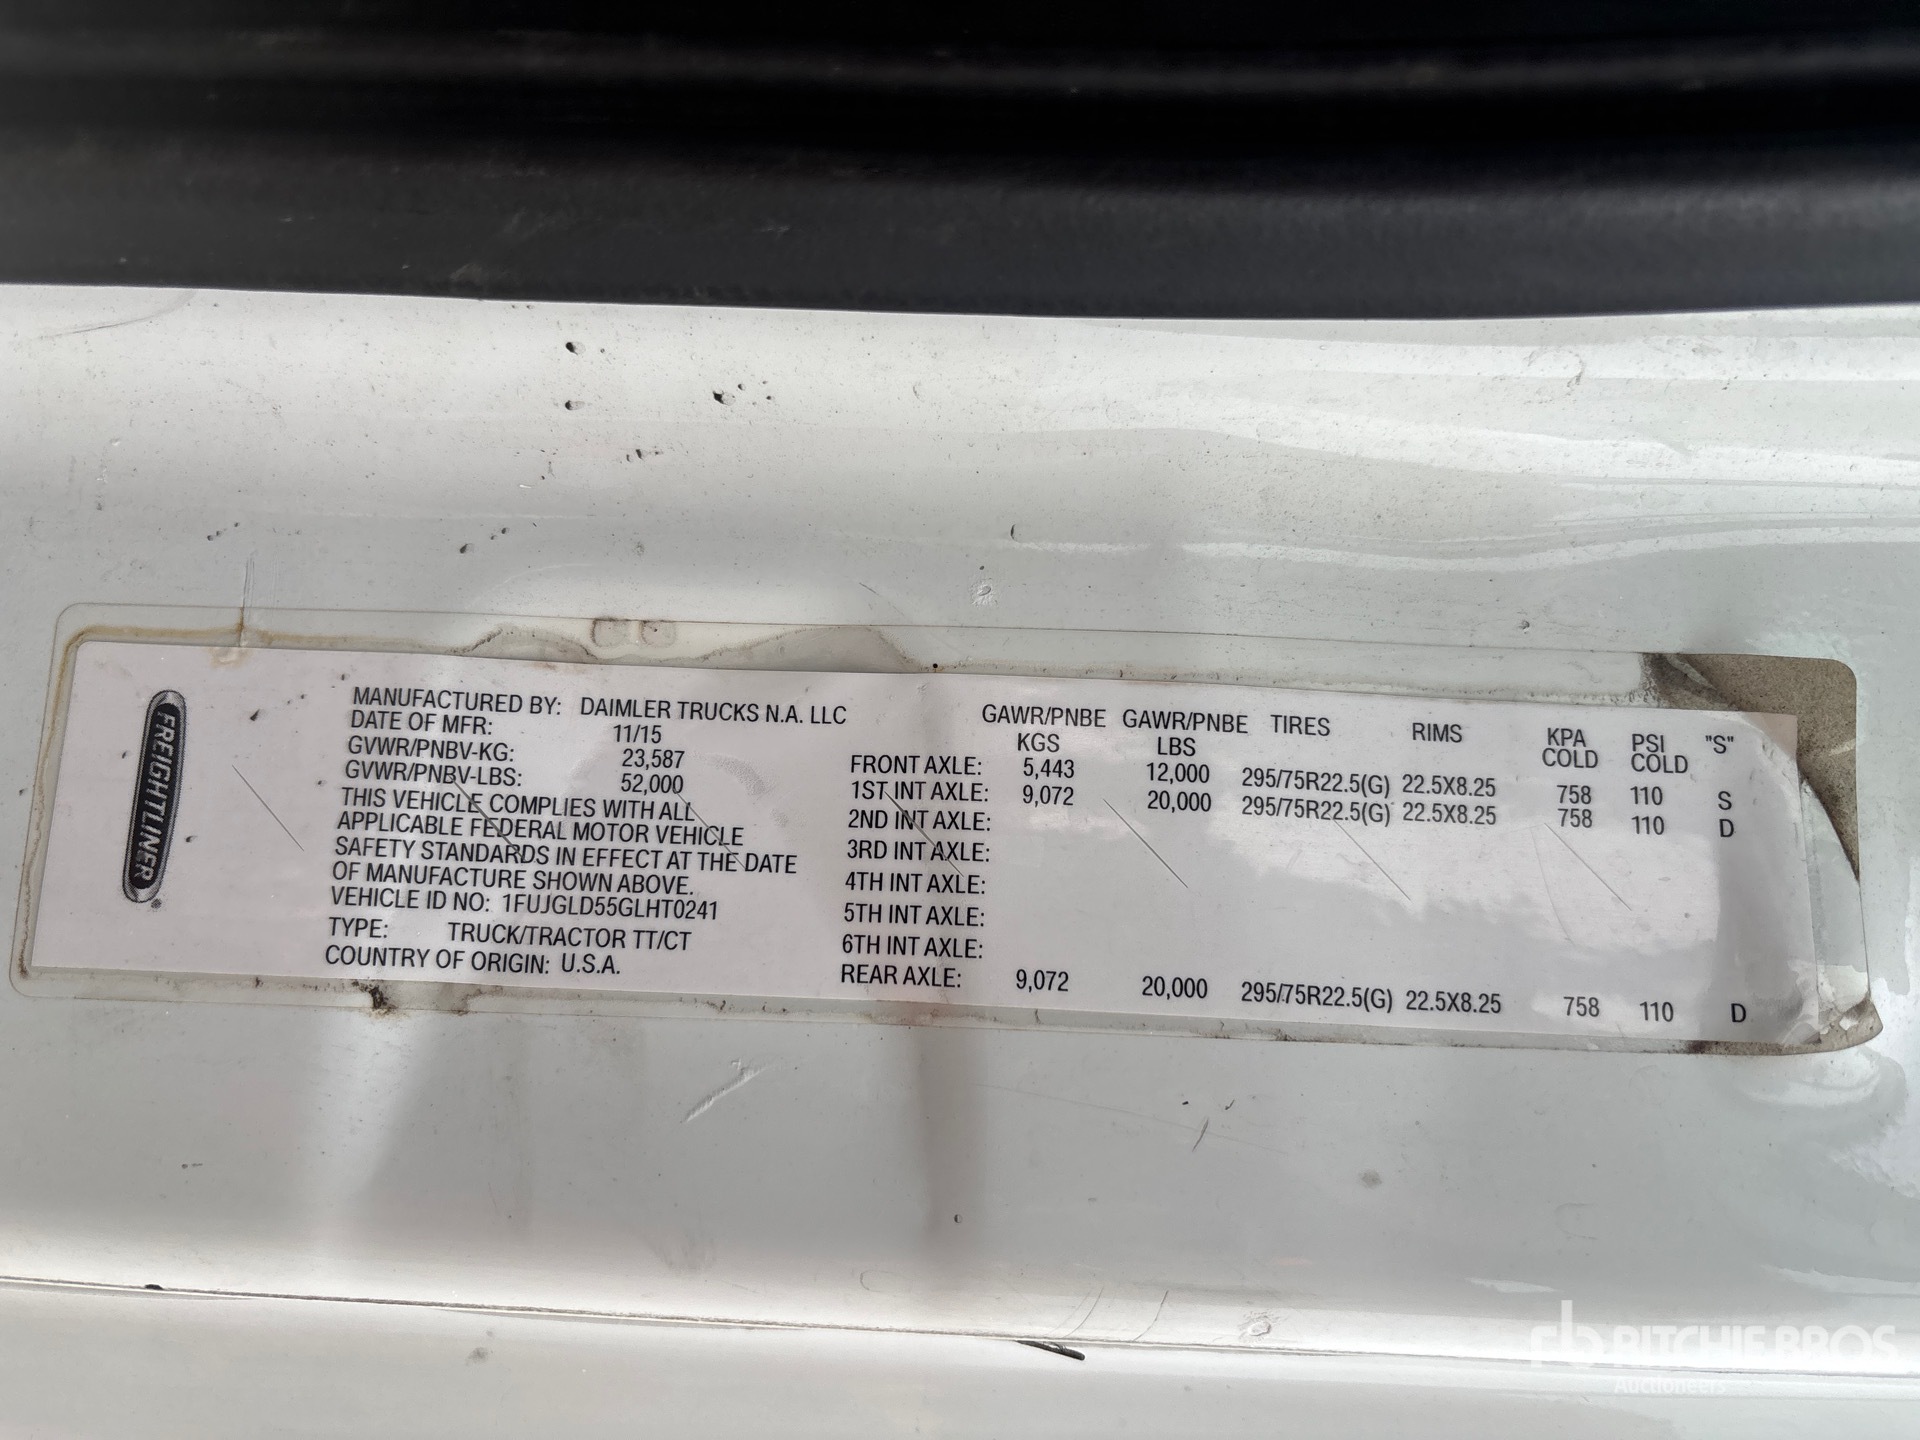 FREIGHTLINER
MANUFACTURED BY: DAIMLER TRUCKS N.A. LLC
DATE OF MFR: 11/15
GVWR/PNBV-KG: 23,587
GVWR/PNBV-LBS: 52,000
THIS VEHICLE COMPLIES WITH ALL
APPLICABLE FEDERAL MOTOR VEHICLE
SAFETY STANDARDS IN EFFECT AT THE DATE
OF MANUFACTURE SHOWN ABOVE.
VEHICLE ID NO: 1FUJGLD55GLHT0241
TYPE: TRUCK/TRACTOR TT/CT
COUNTRY OF ORIGIN: U.S.A.
GAWR/PNBE GAWR/PNBE TIRES RIMS KPA PSI "S"
KGS LBS COLD COLD
FRONT AXLE: 5,443 12,000 295/75R22.5(G) 22.5X8.25 758 110 S
1ST INT AXLE: 9,072 20,000 295/75R22.5(G) 22.5X8.25 758 110 D
2ND INT AXLE:
3RD INT AXLE:
4TH INT AXLE:
5TH INT AXLE:
6TH INT AXLE:
REAR AXLE: 9,072 20,000 295/75R22.5(G) 22.5X8.25 758 110 D
rb RITCHIE BROS
Auctioneers